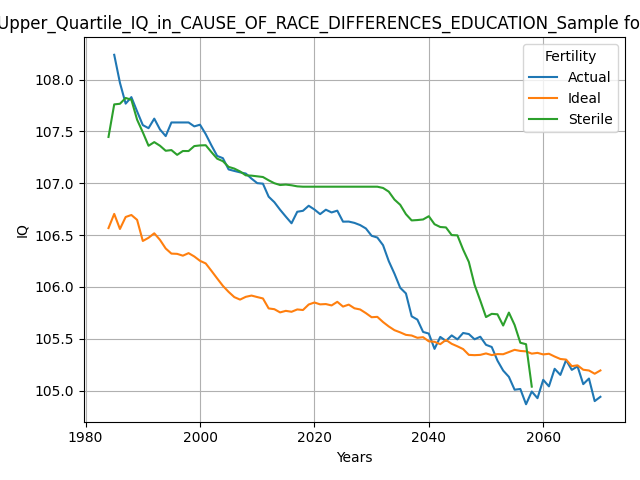 Upper_Quartile_IQ_in_CAUSE_OF_RACE_DIFFERENCES_EDUCATION_Sample fo
Fertility
Actual
Ideal
Sterile
108.0
107.5
107.0
106.5
106.0
105.5
105.0
IQ
1980 2000 2020 2040 2060
Years